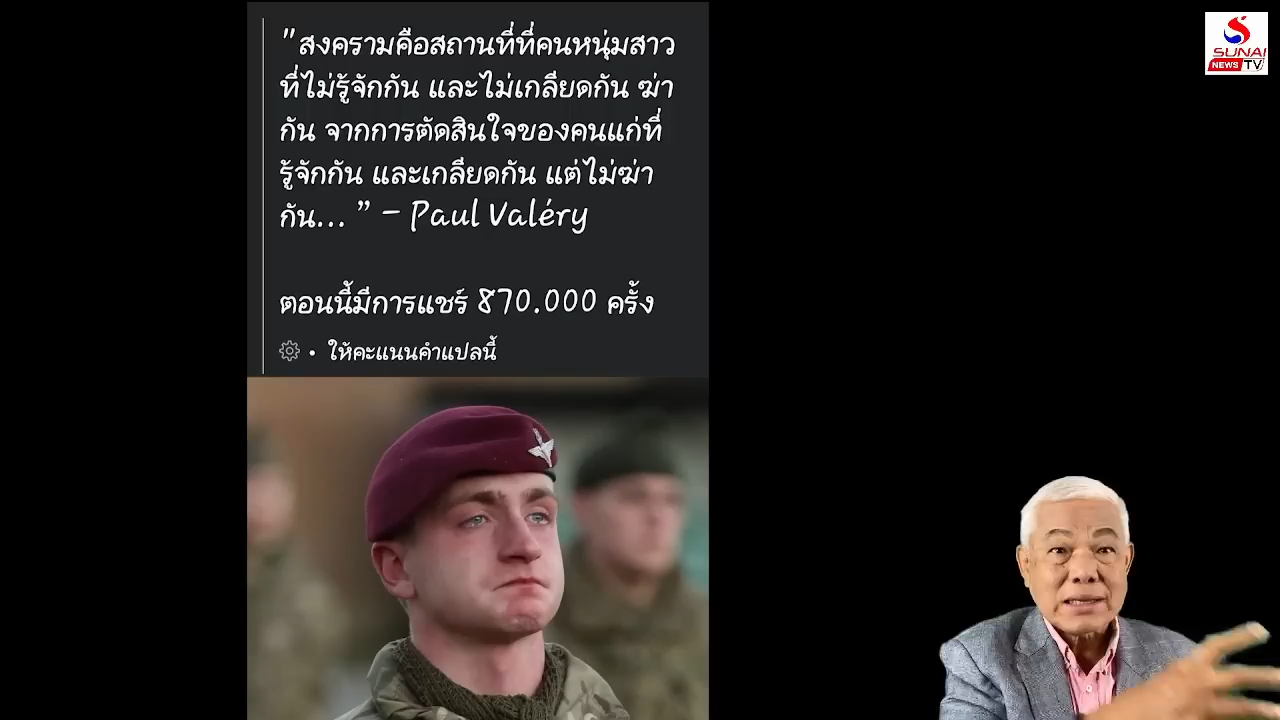 "สงครามคือสถานที่ที่คนหนุ่มสาว
ที่ไม่รู้จักกัน และไม่เกลียดกัน ฆ่า
กัน จากการตัดสินใจของคนแก่ที่
รู้จักกัน และเกลียดกัน แต่ไม่ฆ่า
กัน... ” – Paul Valéry
ตอนนี้มีการแชร์ 870.000 ครั้ง
• ให้คะแนนคำแปลนี้
SUNAI
NEWS TV